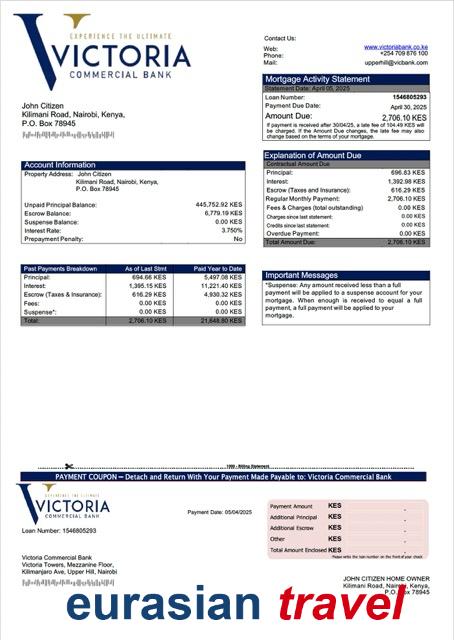 EXPERIENCE THE ULTIMATE
VICTORIA
COMMERCIAL BANK
Contact Us:
Web: www.victoriabank.co.ke
Phone: +254 709 876 100
Mail: upperhill@vicbank.com
Mortgage Activity Statement
Statement Date: April 05, 2025
Loan Number: 1546805293
Payment Due Date: April 30, 2025
Amount Due: 2,706.10 KES
If payment is received after 30/04/25, a late fee of 104.49 KES will
be charged. If the Amount Due changes, the late fee may also
change based on the terms of your mortgage.
John Citizen
Kilimani Road, Nairobi, Kenya,
P.O. Box 78945
Account Information
Property Address: John Citizen
Kilimani Road, Nairobi, Kenya,
P.O. Box 78945
Unpaid Principal Balance: 445,752.92 KES
Escrow Balance: 6,779.19 KES
Suspense Balance: 0.00 KES
Interest Rate: 3.750%
Prepayment Penalty: No
Explanation of Amount Due
Contractual Amount Due
Principal: 696.83 KES
Interest: 1,392.98 KES
Escrow (Taxes and Insurance): 616.29 KES
Regular Monthly Payment: 2,706.10 KES
Fees & Charges (total outstanding) 0.00 KES
Charges since last statement: 0.00 KES
Credits since last statement: 0.00 KES
Overdue Payment: 0.00 KES
Total Amount Due: 2,706.10 KES
Past Payments Breakdown As of Last Stmt Paid Year to Date
Principal: 694.66 KES 5,497.08 KES
Interest: 1,395.15 KES 11,221.40 KES
Escrow (Taxes & Insurance): 616.29 KES 4,930.32 KES
Fees: 0.00 KES 0.00 KES
Suspense*: 0.00 KES 0.00 KES
Total: 2,706.10 KES 21,648.80 KES
Important Messages
*Suspense: Any amount received less than a full
payment will be applied to a suspense account for your
mortgage. When enough is received to equal a full
payment, a full payment will be applied to your
mortgage.
1999 - Billing Statement
PAYMENT COUPON – Detach and Return With Your Payment Made Payable to: Victoria Commercial Bank
EXPERIENCE THE ULTIMATE
VICTORIA
COMMERCIAL BANK
Loan Number: 1546805293
Payment Date: 05/04/2025
Payment Amount KES
Additional Principal KES
Additional Escrow KES
Other KES
Total Amount Enclosed KES
Please write the loan number on the front of your check
Victoria Commercial Bank
Victoria Towers, Mezzanine Floor,
Kilimanjaro Ave, Upper Hill, Nairobi
JOHN CITIZEN HOME OWNER
Kilimani Road, Nairobi, Kenya,
P.O. Box 78945
eurasian travel